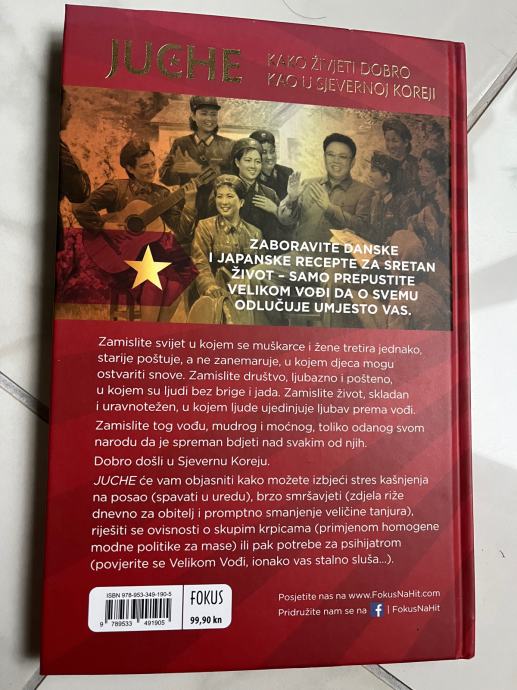 JUCHE
KAKO ŽIVJETI DOBRO
KAO U SJEVERNOJ KOREJI
ZABORAVITE DANSKE
I JAPANSKE RECEPTE ZA SRETAN
ŽIVOT – SAMO PREPUSTITE
VELIKOM VOĐI DA O SVEMU
ODLUČUJE UMJESTO VAS.
Zamislite svijet u kojem se muškarce i žene tretira jednako,
starije poštuje, a ne zanemaruje, u kojem djeca mogu
ostvariti snove. Zamislite društvo, ljubazno i pošteno,
u kojem su ljudi bez brige i jada. Zamislite život, skladan
i uravnotežen, u kojem ljude ujedinjuje ljubav prema vođi.
Zamislite tog vođu, mudrog i moćnog, toliko odanog svom
narodu da je spreman bdjeti nad svakim od njih.
Dobro došli u Sjevernu Koreju.
JUCHE će vam objasniti kako možete izbjeći stres kašnjenja
na posao (spavati u uredu), brzo smršavjeti (zdjela riže
dnevno za obitelj i promptno smanjenje veličine tanjura),
riješiti se ovisnosti o skupim krpicama (primjenom homogene
modne politike za mase) ili pak potrebe za psihijatrom
(povjerite se Velikom Vođi, ionako vas stalno sluša...).
ISBN 978-953-349-190-5
9 789533 491905
FOKUS
99,90 kn
Posjetite nas na www.FokusNaHit.com
Pridružite nam se na f | FokusNaHit